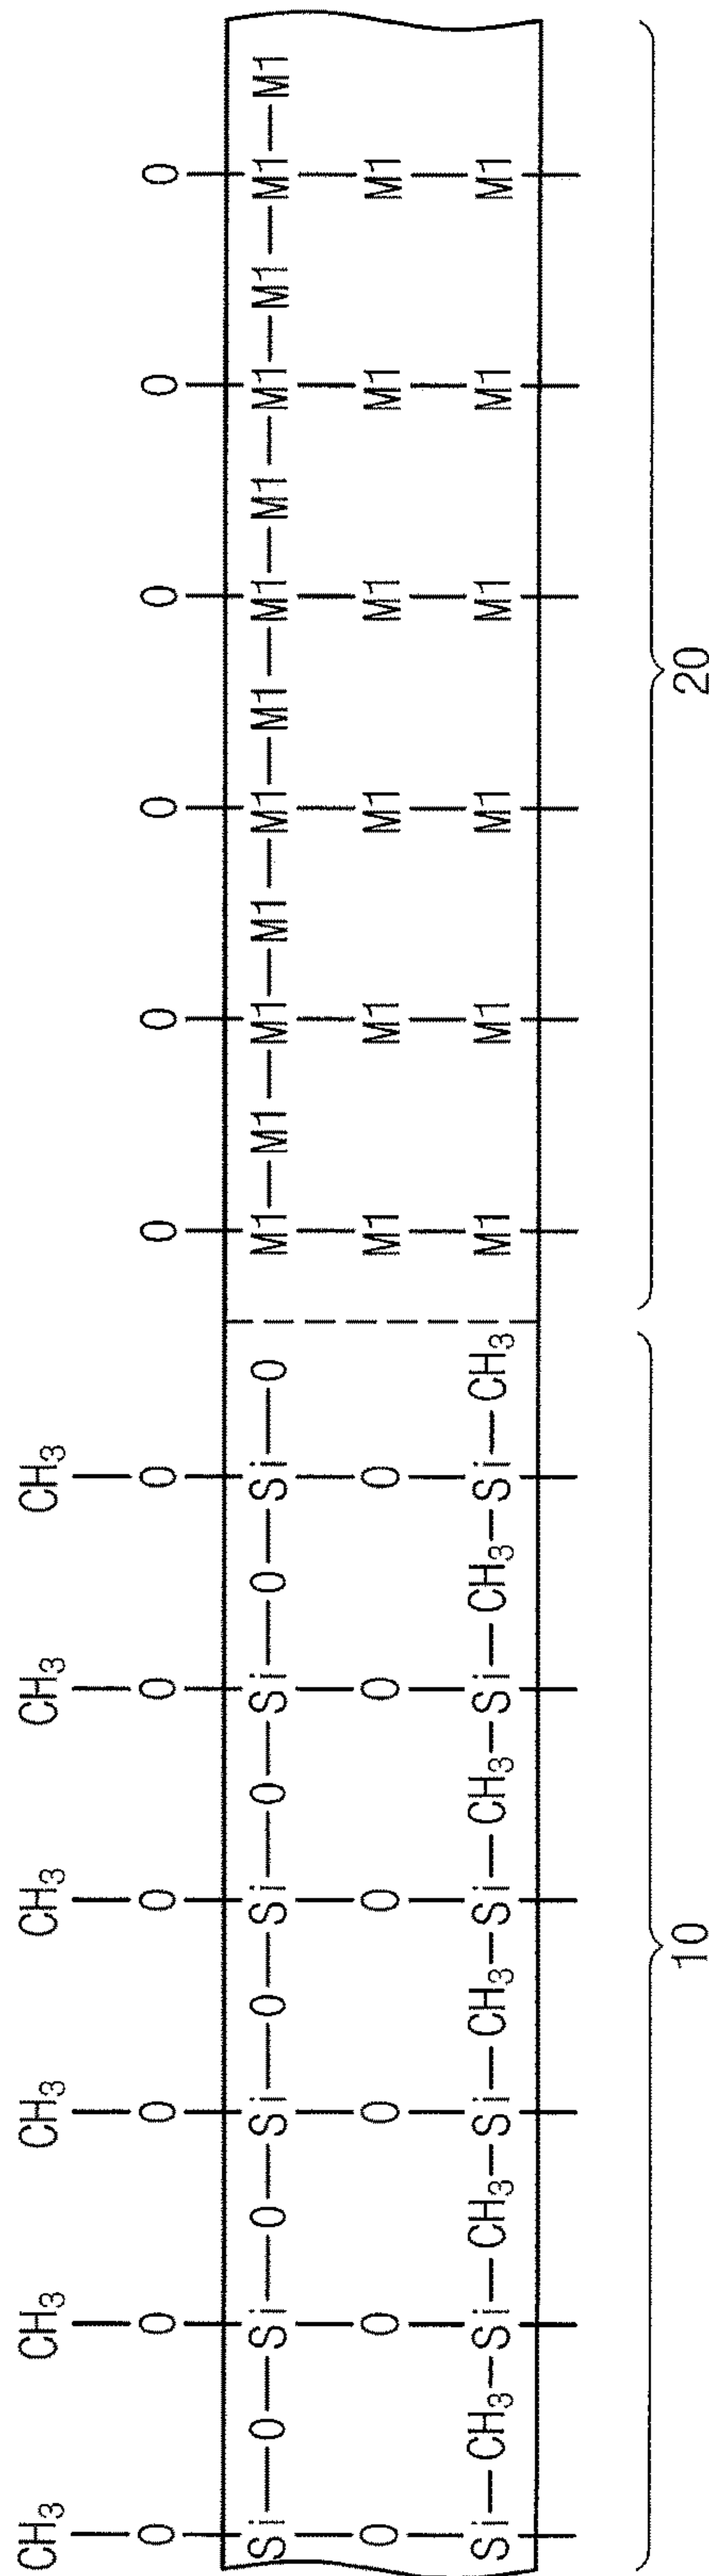 CH₃ CH₃ CH₃ CH₃ CH₃ CH₃
O O O O O O O O O O O O
Si—O—Si—O—Si—O—Si—O—Si—O—Si—O M1—M1—M1—M1—M1—M1—M1—M1—M1—M1—M1—M1
O O O O O O M1 M1 M1 M1 M1 M1
Si—CH₃—Si—CH₃—Si—CH₃—Si—CH₃—Si—CH₃—Si—CH₃ M1 M1 M1 M1 M1 M1
10 20